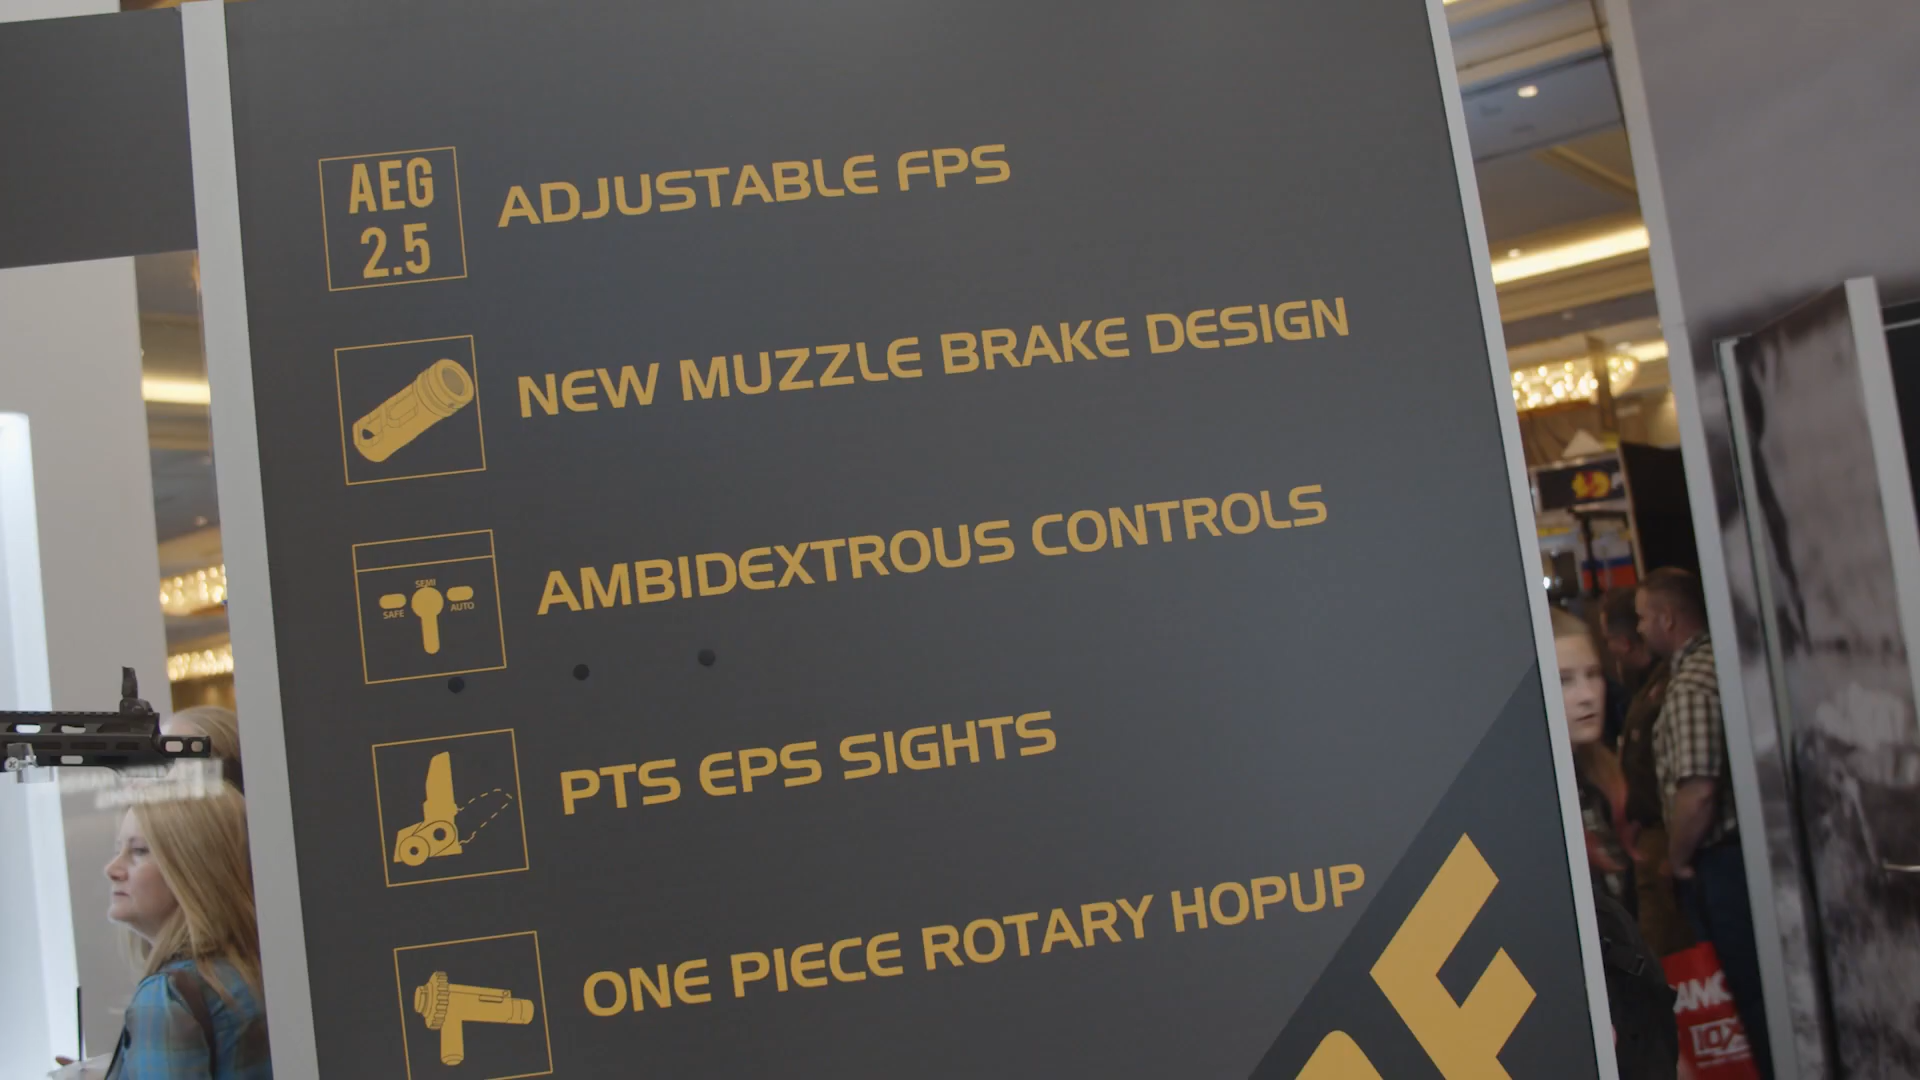 AEG
2.5
ADJUSTABLE FPS
NEW MUZZLE BRAKE DESIGN
SEMI
SAFE
AUTO
AMBIDEXTROUS CONTROLS
PTS EPS SIGHTS
ONE PIECE ROTARY HOPUP